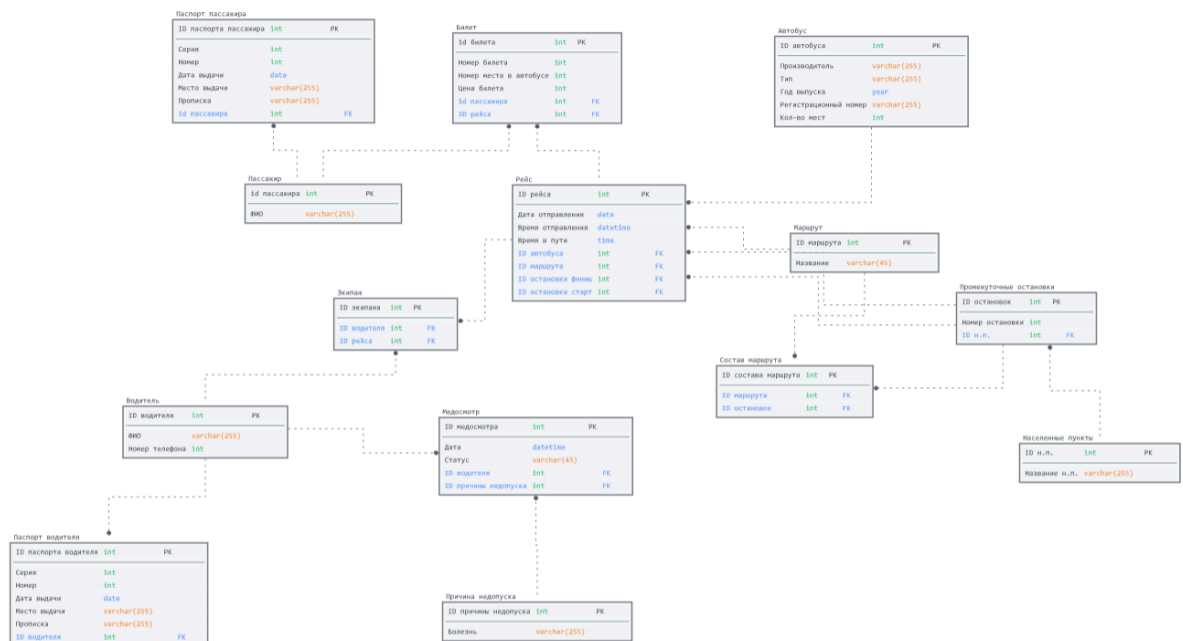 Паспорт пассажира
ID паспорта пассажира int PK
Серия int
Номер int
Дата выдачи date
Место выдачи varchar(255)
Прописка varchar(255)
id пассажира int FK
Билет
id билета int PK
Номер билета int
Номер места в автобусе int
Цена билета int
id пассажира int FK
ID рейса int FK
Автобус
ID автобуса int PK
Производитель varchar(255)
Тип varchar(255)
Год выпуска year
Регистрационный номер varchar(255)
Кол-во мест int
Пассажир
id пассажира int PK
ФИО varchar(255)
Рейс
ID рейса int PK
Дата отправления date
Время отправления datetime
Время в пути time
ID автобуса int FK
ID маршрута int FK
ID остановки финиш int FK
ID остановки старт int FK
Маршрут
ID маршрута int PK
Название varchar(45)
Экипаж
ID экипажа int PK
ID водителя int FK
ID рейса int FK
Промежуточные остановки
ID остановок int PK
Номер остановки int
ID н.п. int FK
Состав маршрута
ID состава маршрута int PK
ID маршрута int FK
ID остановок int FK
Водитель
ID водителя int PK
ФИО varchar(255)
Номер телефона int
Медосмотр
ID медосмотра int PK
Дата datetime
Статус varchar(45)
ID водителя int FK
ID причины недопуска int FK
Населенные пункты
ID н.п. int PK
Название н.п. varchar(255)
Паспорт водителя
ID паспорта водителя int PK
Серия int
Номер int
Дата выдачи date
Место выдачи varchar(255)
Прописка varchar(255)
ID водителя int FK
Причина недопуска
ID причины недопуска int PK
Болезнь varchar(255)